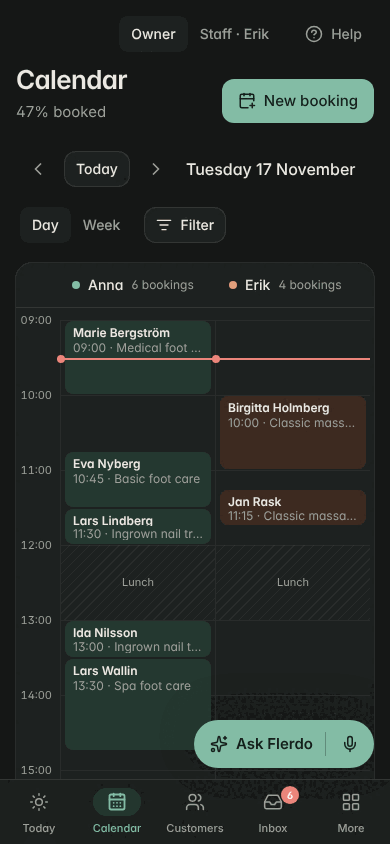 Owner
Staff · Erik
Help
Calendar
47% booked
New booking
Today
Tuesday 17 November
Day
Week
Filter
Anna 6 bookings
Erik 4 bookings
09:00
Marie Bergström
09:00 · Medical foot ...
10:00
Birgitta Holmberg
10:00 · Classic mass...
Eva Nyberg
10:45 · Basic foot care
11:00
Jan Rask
11:15 · Classic massa...
Lars Lindberg
11:30 · Ingrown nail tr...
12:00
Lunch
Lunch
13:00
Ida Nilsson
13:00 · Ingrown nail t...
Lars Wallin
13:30 · Spa foot care
14:00
Ask Flerdo
15:00
6
Today
Calendar
Customers
Inbox
More